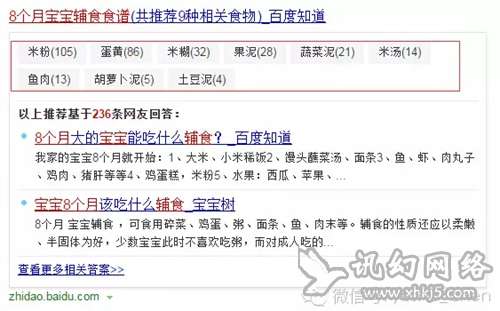 8个月宝宝辅食食谱(共推荐9种相关食物)_百度知道
米粉(105) 蛋黄(86) 米糊(32) 果泥(28) 蔬菜泥(21) 米汤(14)
鱼肉(13) 胡萝卜泥(5) 土豆泥(4)
以上推荐基于236条网友回答：
8个月大的宝宝能吃什么辅食？_百度知道
我家的宝宝8个月就开始：1、大米、小米稀饭2、馒头蘸菜汤、面条3、鱼、虾、肉丸子
、鸡肉、猪肝等等4、鸡蛋糕，米粉5、水果：西瓜、苹果、...
宝宝8个月该吃什么辅食_宝宝树
8个月 宝宝辅食 ，可食用碎菜、鸡蛋、粥、面条、鱼、肉末等。辅食的性质还应以柔嫩
、半固体为好，少数宝宝此时不喜欢吃粥，而对成人吃的...
查看更多相关答案>>
zhidao.baidu.com
讯幻网络
www.xhkj5.com
微信